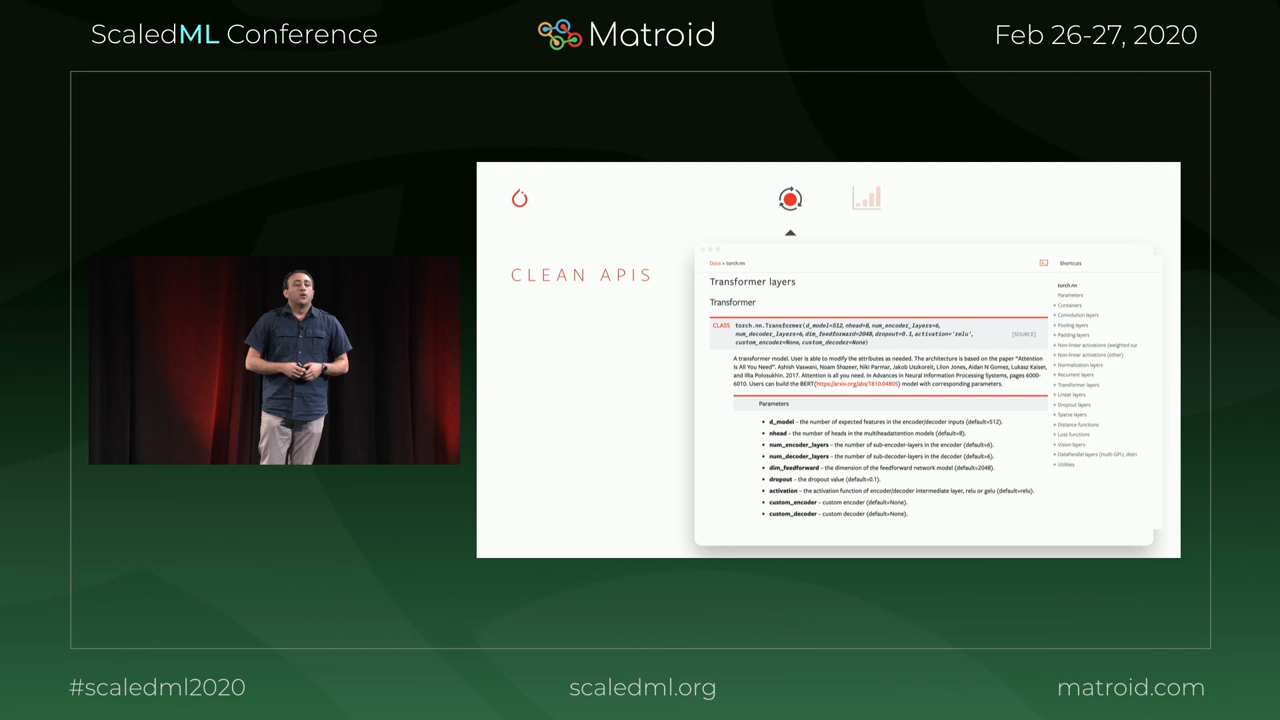 ScaledML Conference
Matroid
Feb 26-27, 2020
CLEAN APIS
Docs > torch.nn
Shortcuts
Transformer layers
Transformer
CLASS torch.nn.Transformer(d_model=512, nhead=8, num_encoder_layers=6,
num_decoder_layers=6, dim_feedforward=2048, dropout=0.1, activation='relu',
custom_encoder=None, custom_decoder=None)
[SOURCE]
A transformer model. User is able to modify the attributes as needed. The architecture is based on the paper "Attention
Is All You Need". Ashish Vaswani, Noam Shazeer, Niki Parmar, Jakob Uszkoreit, Llion Jones, Aidan N Gomez, Lukasz Kaiser,
and Illia Polosukhin. 2017. Attention is all you need. In Advances in Neural Information Processing Systems, pages 6000-
6010. Users can build the BERT(https://arxiv.org/abs/1810.04805) model with corresponding parameters.
Parameters
• d_model – the number of expected features in the encoder/decoder inputs (default=512).
• nhead – the number of heads in the multiheadattention models (default=8).
• num_encoder_layers – the number of sub-encoder-layers in the encoder (default=6).
• num_decoder_layers – the number of sub-decoder-layers in the decoder (default=6).
• dim_feedforward – the dimension of the feedforward network model (default=2048).
• dropout – the dropout value (default=0.1).
• activation – the activation function of encoder/decoder intermediate layer, relu or gelu (default=relu).
• custom_encoder – custom encoder (default=None).
• custom_decoder – custom decoder (default=None).
torch.nn
Parameters
+ Containers
+ Convolution layers
+ Pooling layers
+ Padding layers
+ Non-linear activations (weighted sur
+ Non-linear activations (other)
+ Normalization layers
+ Recurrent layers
+ Transformer layers
+ Linear layers
+ Dropout layers
+ Sparse layers
+ Distance functions
+ Loss functions
+ Vision layers
+ DataParallel layers (multi-GPU, distri
+ Utilities
#scaledml2020
scaledml.org
matroid.com